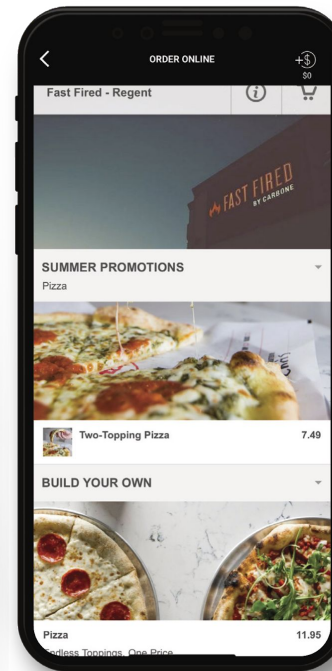 ORDER ONLINE
$0
Fast Fired - Regent
FAST FIRED
BY CARBONE
SUMMER PROMOTIONS
Pizza
Two-Topping Pizza 7.49
BUILD YOUR OWN
Pizza 11.95
Endless Toppings. One Price